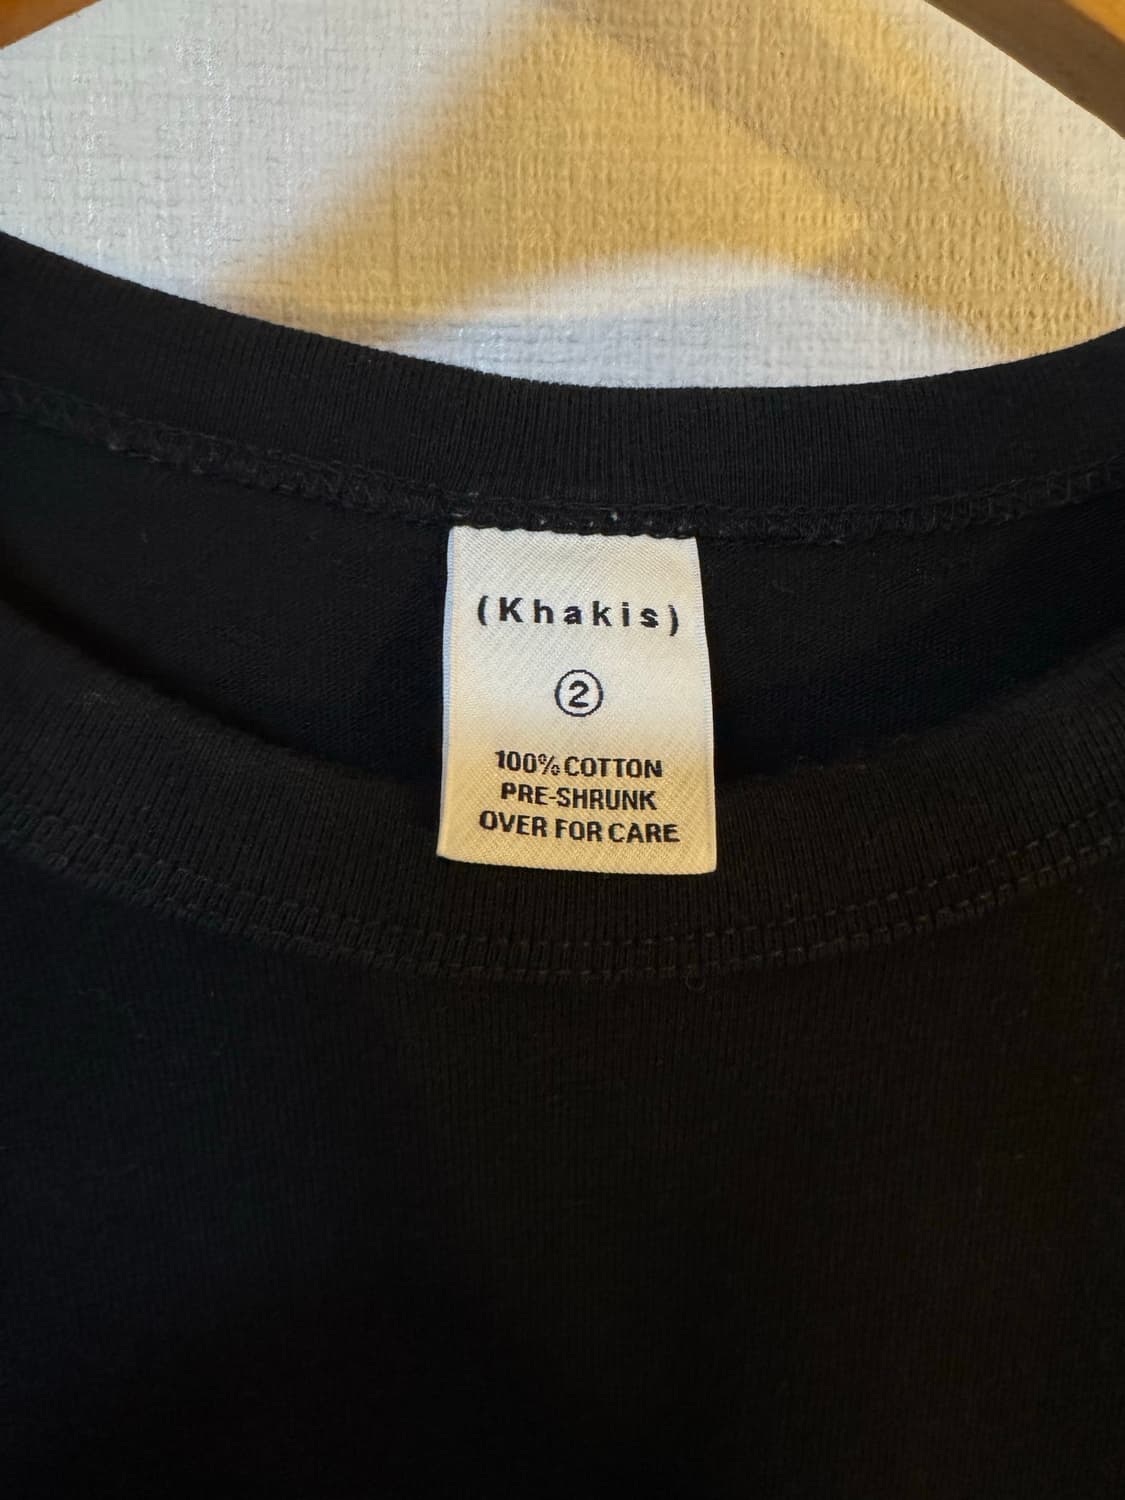 (Khakis)
②
100% COTTON
PRE-SHRUNK
OVER FOR CARE